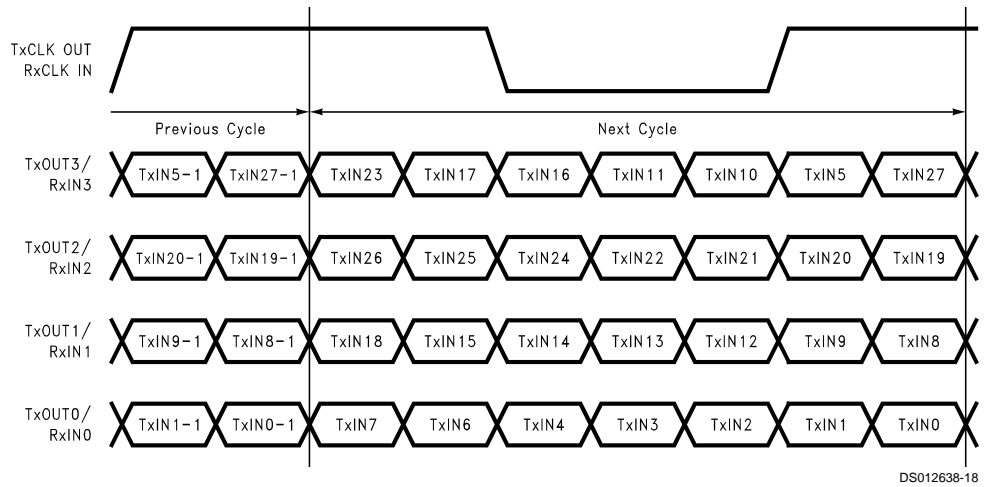 TxCLK OUT
RxCLK IN
Previous Cycle
Next Cycle
TxOUT3/
RxIN3
TxIN5-1 TxIN27-1 TxIN23 TxIN17 TxIN16 TxIN11 TxIN10 TxIN5 TxIN27
TxOUT2/
RxIN2
TxIN20-1 TxIN19-1 TxIN26 TxIN25 TxIN24 TxIN22 TxIN21 TxIN20 TxIN19
TxOUT1/
RxIN1
TxIN9-1 TxIN8-1 TxIN18 TxIN15 TxIN14 TxIN13 TxIN12 TxIN9 TxIN8
TxOUT0/
RxIN0
TxIN1-1 TxIN0-1 TxIN7 TxIN6 TxIN4 TxIN3 TxIN2 TxIN1 TxIN0
DS012638-18